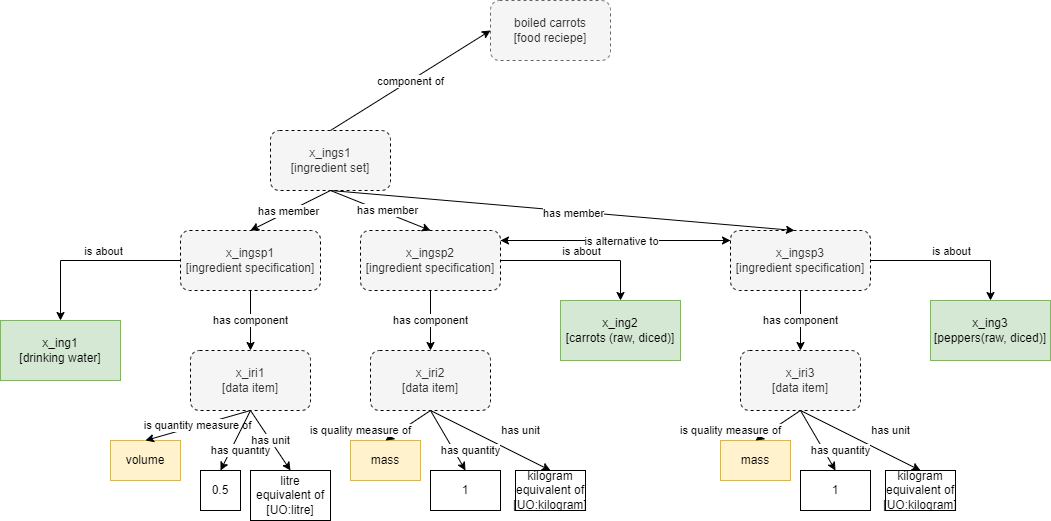 boiled carrots
[food reciepe]
component of
x_ings1
[ingredient set]
has member
has member
has member
x_ingsp1
[ingredient specification]
x_ingsp2
[ingredient specification]
x_ingsp3
[ingredient specification]
is alternative to
is about
is about
is about
x_ing1
[drinking water]
x_ing2
[carrots (raw, diced)]
x_ing3
[peppers(raw, diced)]
has component
has component
has component
x_iri1
[data item]
x_iri2
[data item]
x_iri3
[data item]
is quantity measure of
has quantity
has unit
is quality measure of
has quantity
has unit
is quality measure of
has quantity
has unit
volume
0.5
litre
equivalent of
[UO:litre]
mass
1
kilogram
equivalent of
[UO:kilogram]
mass
1
kilogram
equivalent of
[UO:kilogram]